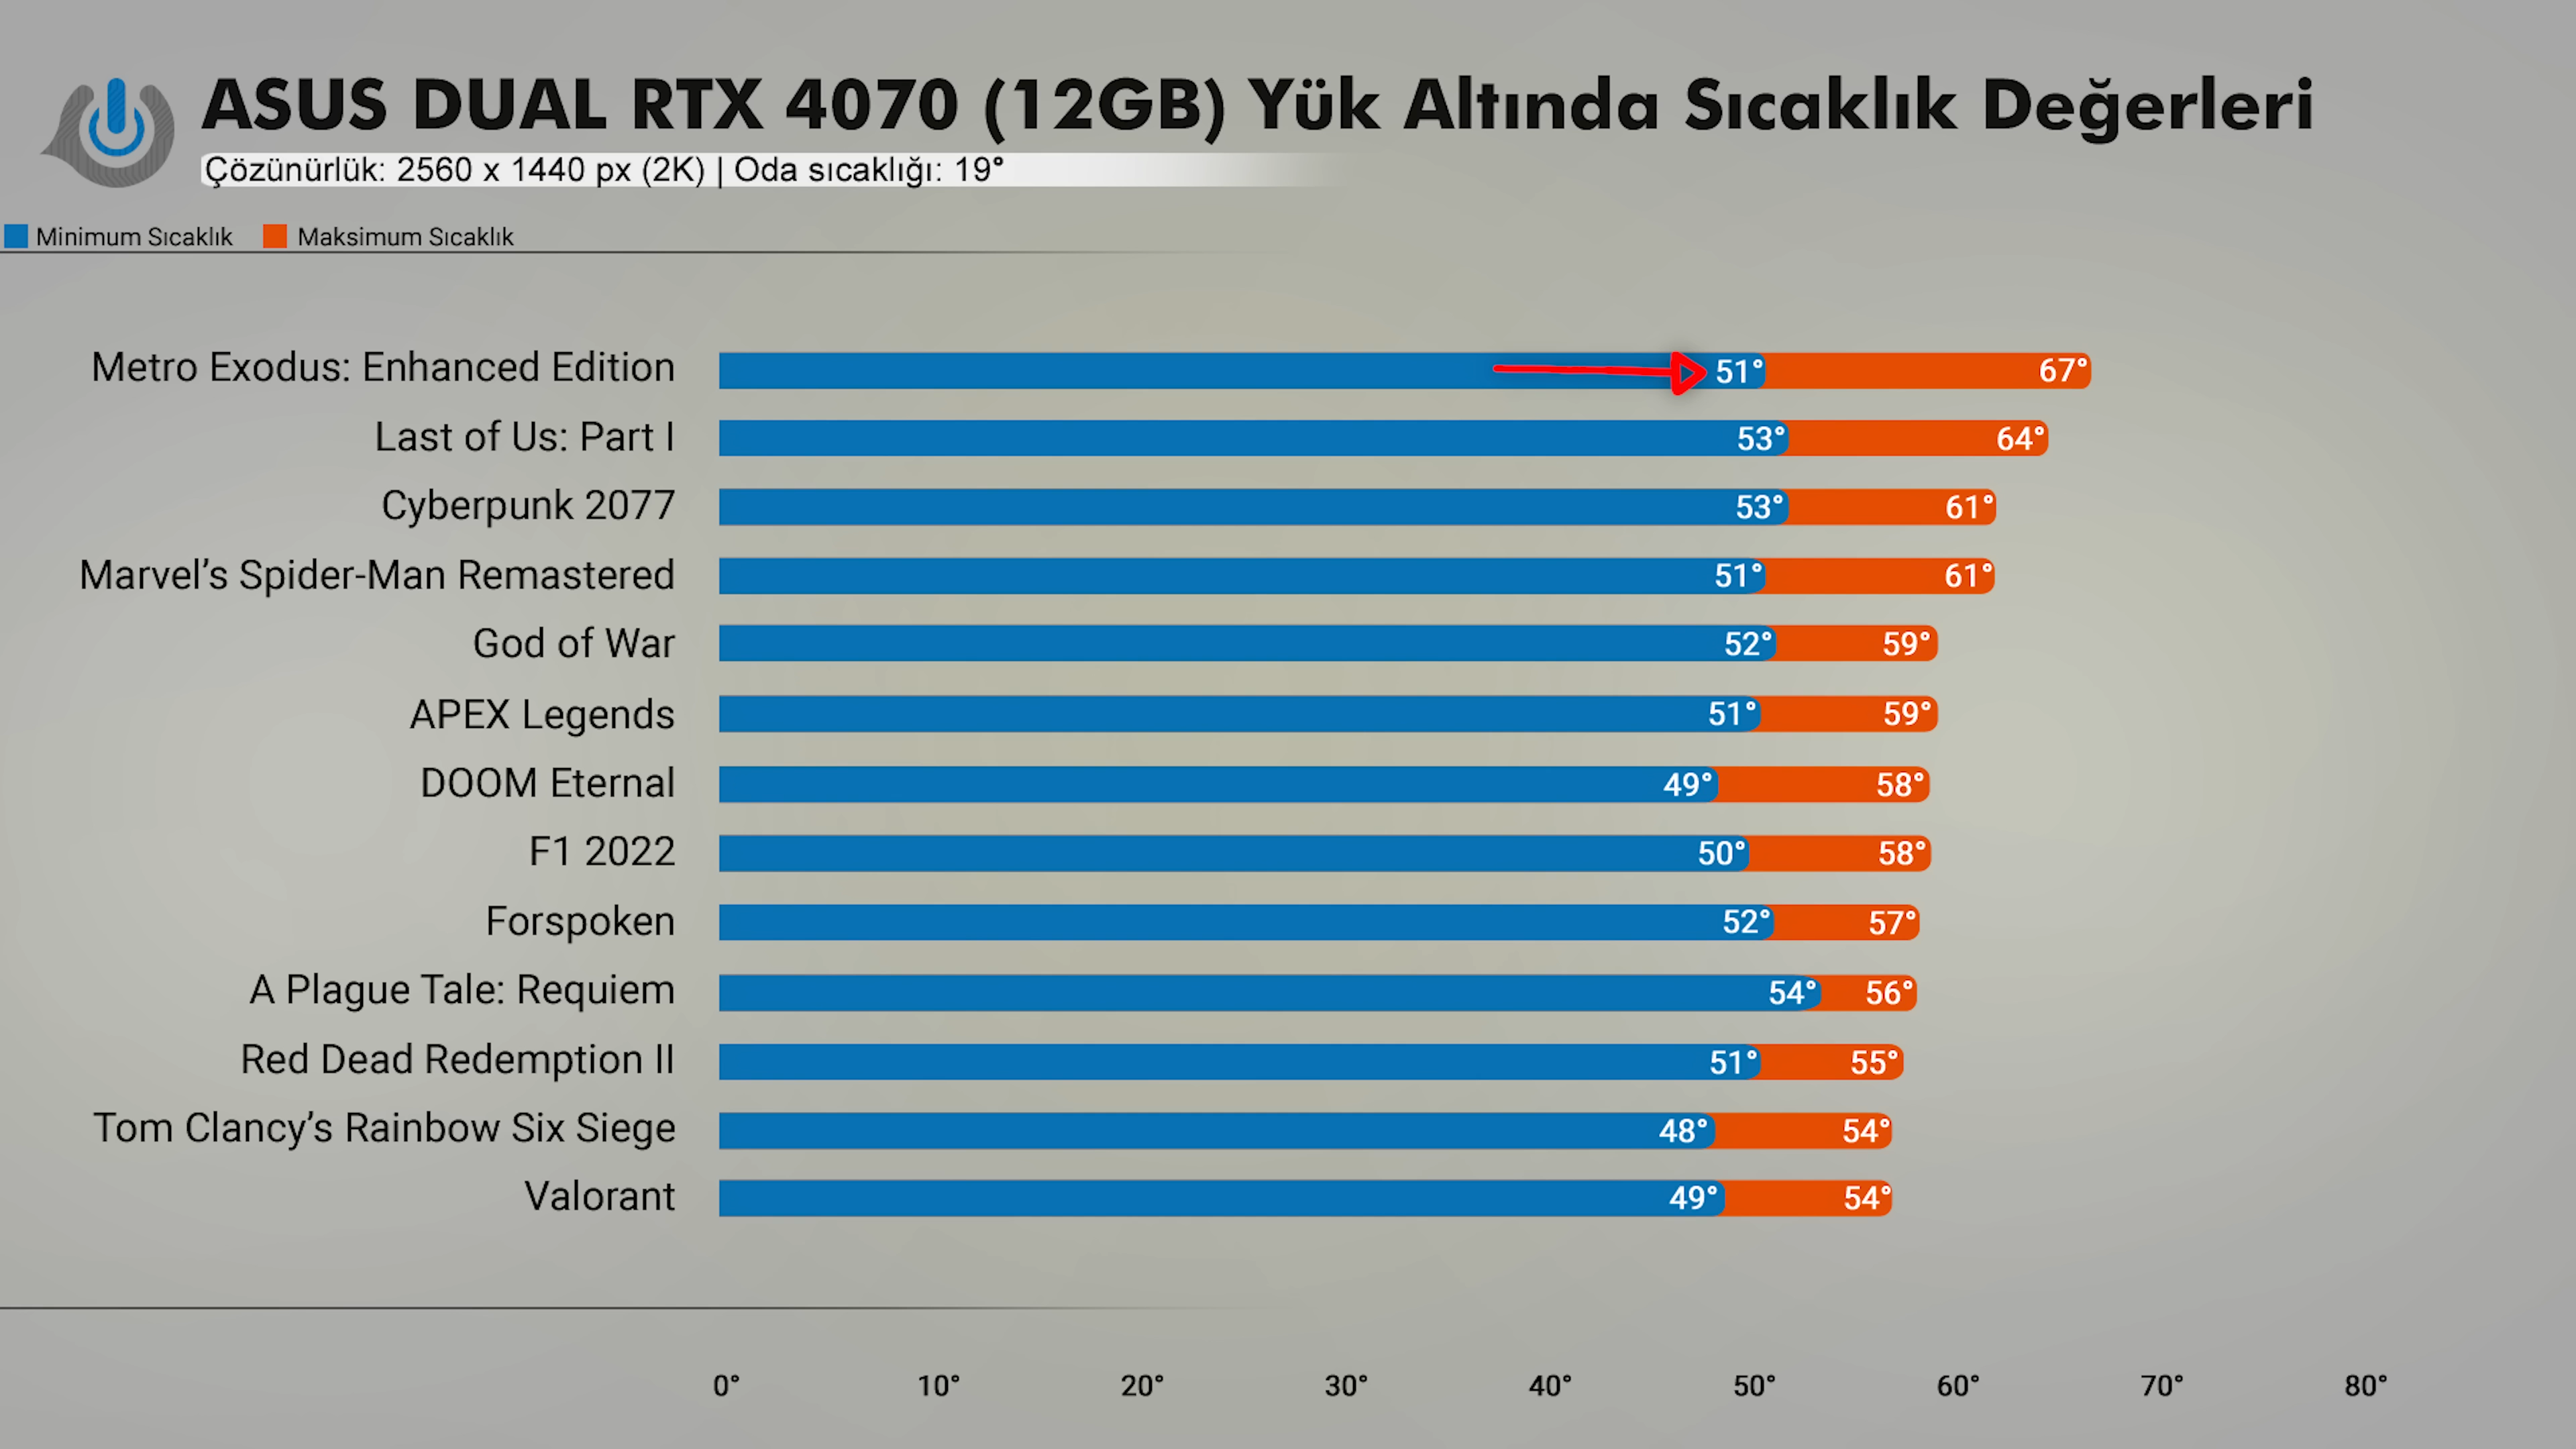 ASUS DUAL RTX 4070 (12GB) Yük Altında Sıcaklık Değerleri
Çözünürlük: 2560 x 1440 px (2K) | Oda sıcaklığı: 19°
Minimum Sıcaklık Maksimum Sıcaklık
Metro Exodus: Enhanced Edition 51° 67°
Last of Us: Part I 53° 64°
Cyberpunk 2077 53° 61°
Marvel’s Spider-Man Remastered 51° 61°
God of War 52° 59°
APEX Legends 51° 59°
DOOM Eternal 49° 58°
F1 2022 50° 58°
Forspoken 52° 57°
A Plague Tale: Requiem 54° 56°
Red Dead Redemption II 51° 55°
Tom Clancy’s Rainbow Six Siege 48° 54°
Valorant 49° 54°
0° 10° 20° 30° 40° 50° 60° 70° 80°